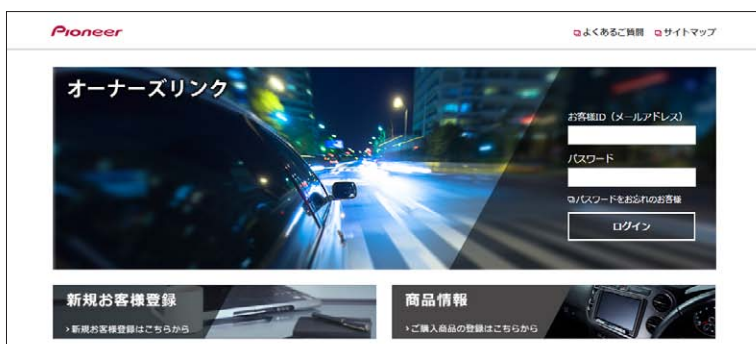 Pioneer
よくあるご質問 サイトマップ
オーナーズリンク
お客様ID（メールアドレス）
パスワード
パスワードをお忘れのお客様
ログイン
新規お客様登録
›新規お客様登録はこちらから
商品情報
›ご購入商品の登録はこちらから